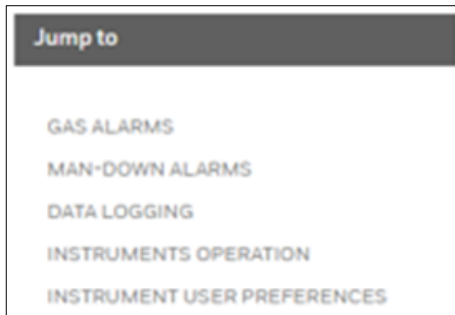 Jump to
GAS ALARMS
MAN-DOWN ALARMS
DATA LOGGING
INSTRUMENTS OPERATION
INSTRUMENT USER PREFERENCES